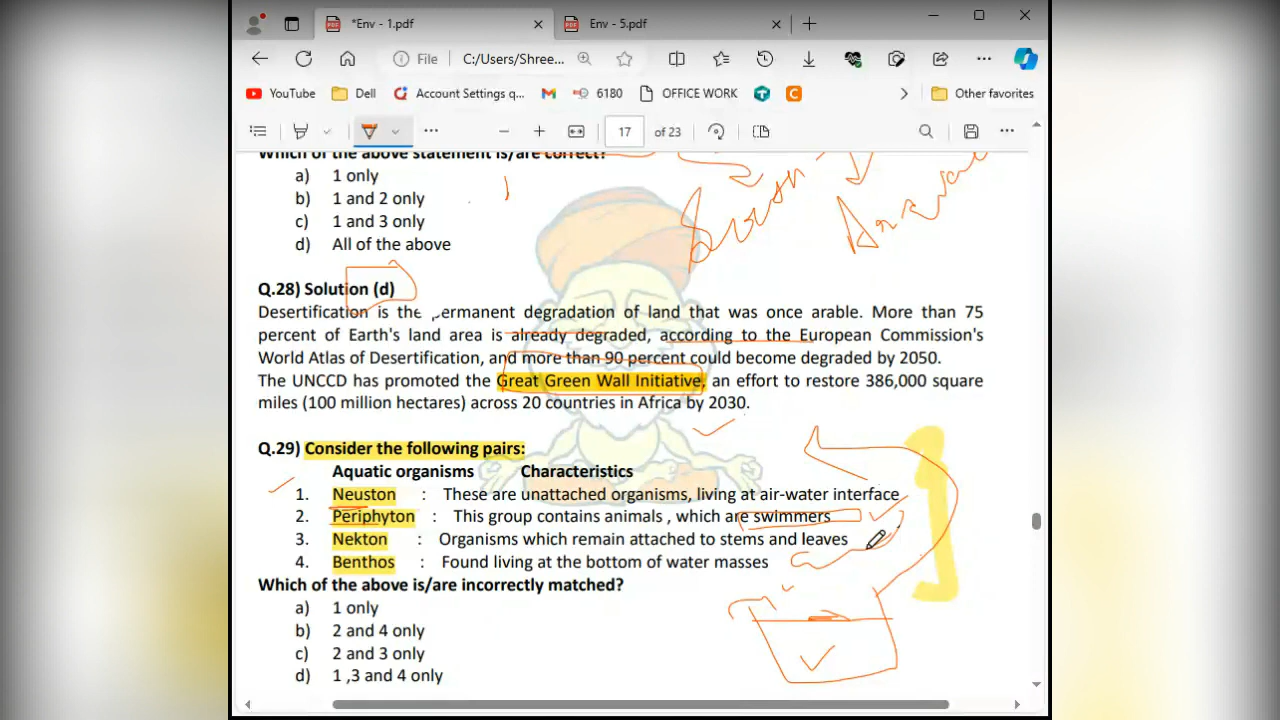 *Env - 1.pdf
Env - 5.pdf
File
C:/Users/Shree...
YouTube
Dell
Account Settings q...
6180
OFFICE WORK
Other favorites
17 of 23
Which of the above statement is/are correct?
a) 1 only
b) 1 and 2 only
c) 1 and 3 only
d) All of the above
Q.28) Solution (d)
Desertification is the permanent degradation of land that was once arable. More than 75
percent of Earth's land area is already degraded, according to the European Commission's
World Atlas of Desertification, and more than 90 percent could become degraded by 2050.
The UNCCD has promoted the Great Green Wall Initiative, an effort to restore 386,000 square
miles (100 million hectares) across 20 countries in Africa by 2030.
Q.29) Consider the following pairs:
Aquatic organisms Characteristics
1. Neuston : These are unattached organisms, living at air-water interface
2. Periphyton : This group contains animals , which are swimmers
3. Nekton : Organisms which remain attached to stems and leaves
4. Benthos : Found living at the bottom of water masses
Which of the above is/are incorrectly matched?
a) 1 only
b) 2 and 4 only
c) 2 and 3 only
d) 1 ,3 and 4 only